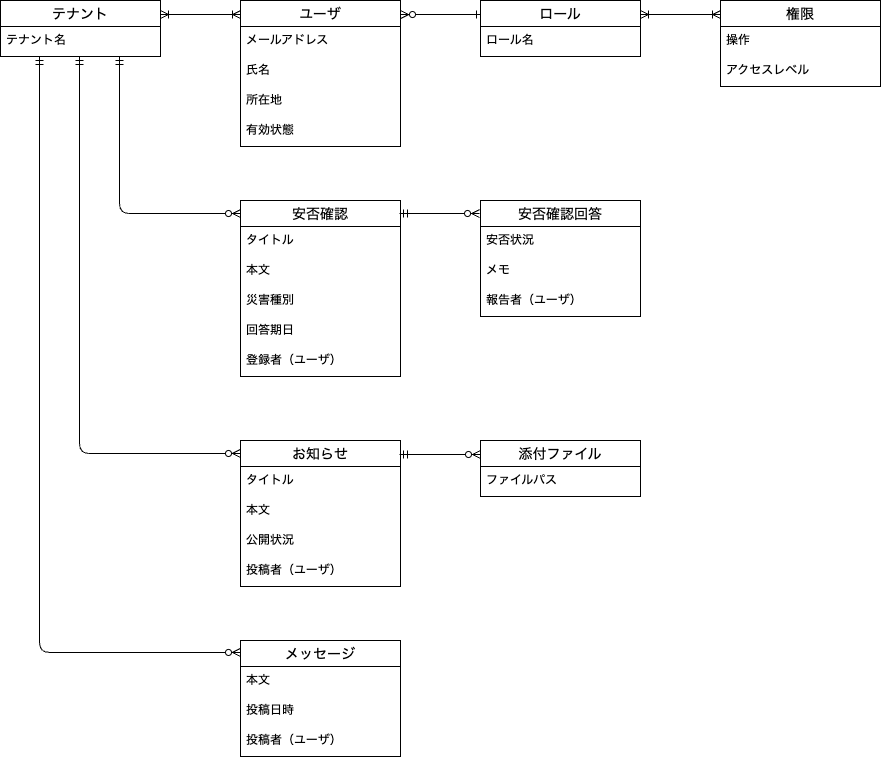 テナント
テナント名
ユーザ
メールアドレス
氏名
所在地
有効状態
ロール
ロール名
権限
操作
アクセスレベル
安否確認
タイトル
本文
災害種別
回答期日
登録者（ユーザ）
安否確認回答
安否状況
メモ
報告者（ユーザ）
お知らせ
タイトル
本文
公開状況
投稿者（ユーザ）
添付ファイル
ファイルパス
メッセージ
本文
投稿日時
投稿者（ユーザ）